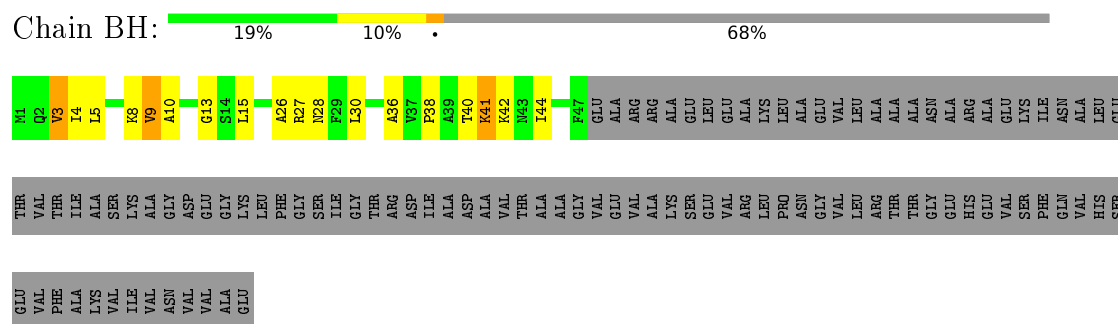 Chain BH:
19% 10% • 68%
M1 Q2 V3 I4 L5 K8 V9 A10 G13 S14 L15 A26 R27 N28 F29 L30 A36 V37 P38 A39 T40 K41 K42 N43 I44 F47 GLU ALA ARG ARG ALA GLU LEU GLU ALA LYS LEU ALA GLU VAL LEU ALA ALA ALA ASN ALA ARG ALA GLU LYS ILE ASN ALA LEU GLU
THR VAL THR ILE ALA SER LYS ALA GLY ASP GLU GLY LYS LEU PHE GLY SER ILE GLY THR ARG ASP ILE ALA ASP ALA VAL THR ALA ALA GLY VAL GLU VAL ALA LYS SER GLU VAL ARG LEU PRO ASN GLY VAL LEU ARG THR THR GLY GLU HIS GLU VAL SER PHE GLN VAL HIS SER
GLU VAL PHE ALA LYS VAL ILE VAL ASN VAL VAL ALA GLU